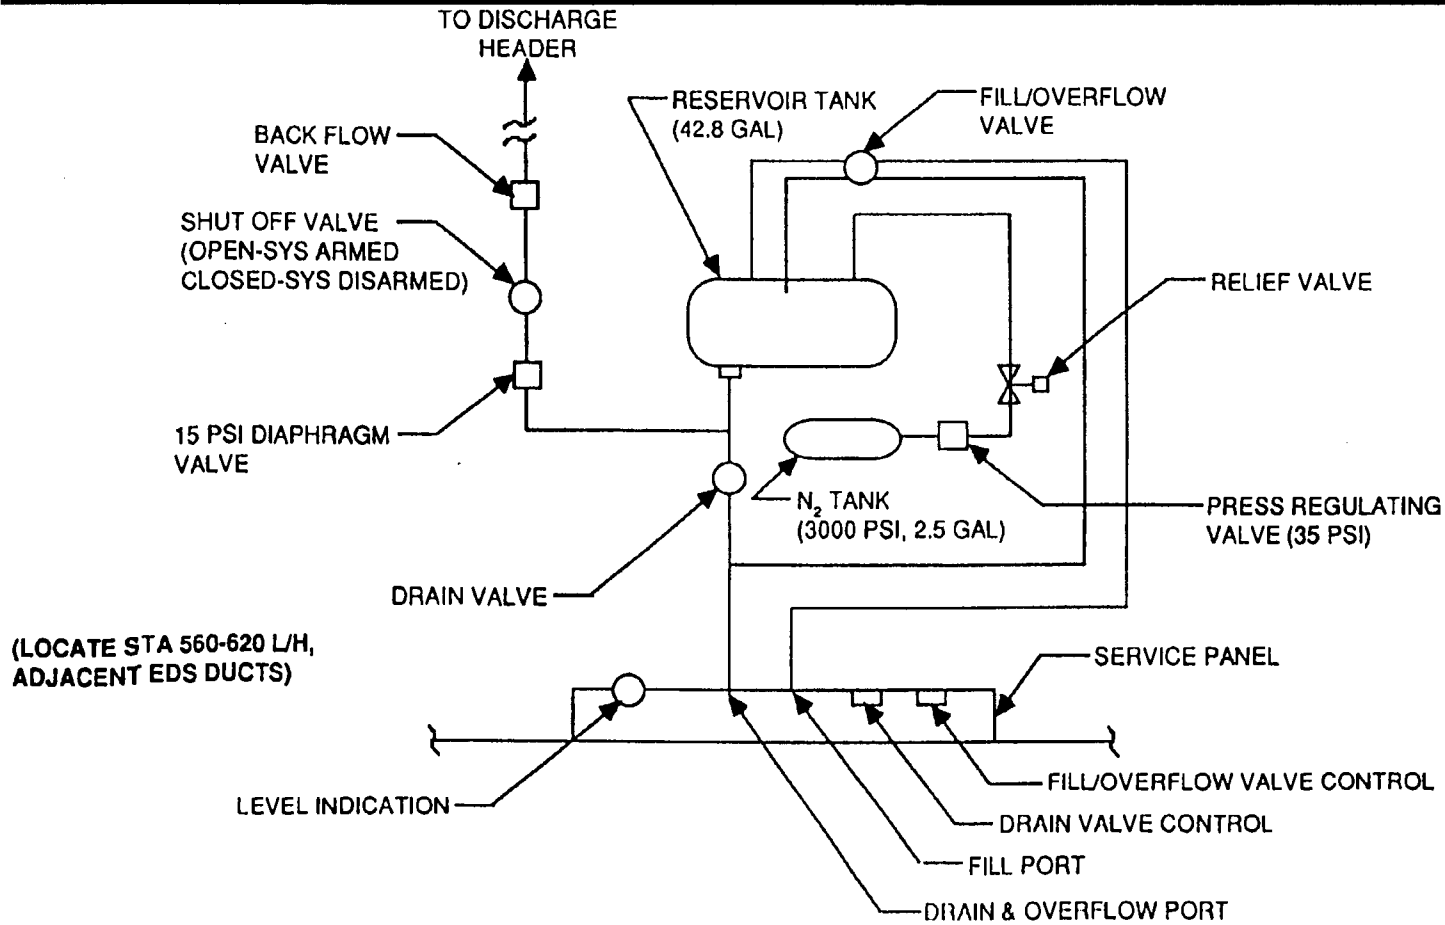 TO DISCHARGE
HEADER
BACK FLOW
VALVE
RESERVOIR TANK
(42.8 GAL)
FILL/OVERFLOW
VALVE
SHUT OFF VALVE
(OPEN-SYS ARMED
CLOSED-SYS DISARMED)
RELIEF VALVE
15 PSI DIAPHRAGM
VALVE
N₂ TANK
(3000 PSI, 2.5 GAL)
PRESS REGULATING
VALVE (35 PSI)
DRAIN VALVE
(LOCATE STA 560-620 L/H,
ADJACENT EDS DUCTS)
SERVICE PANEL
LEVEL INDICATION
FILL/OVERFLOW VALVE CONTROL
DRAIN VALVE CONTROL
FILL PORT
DRAIN & OVERFLOW PORT